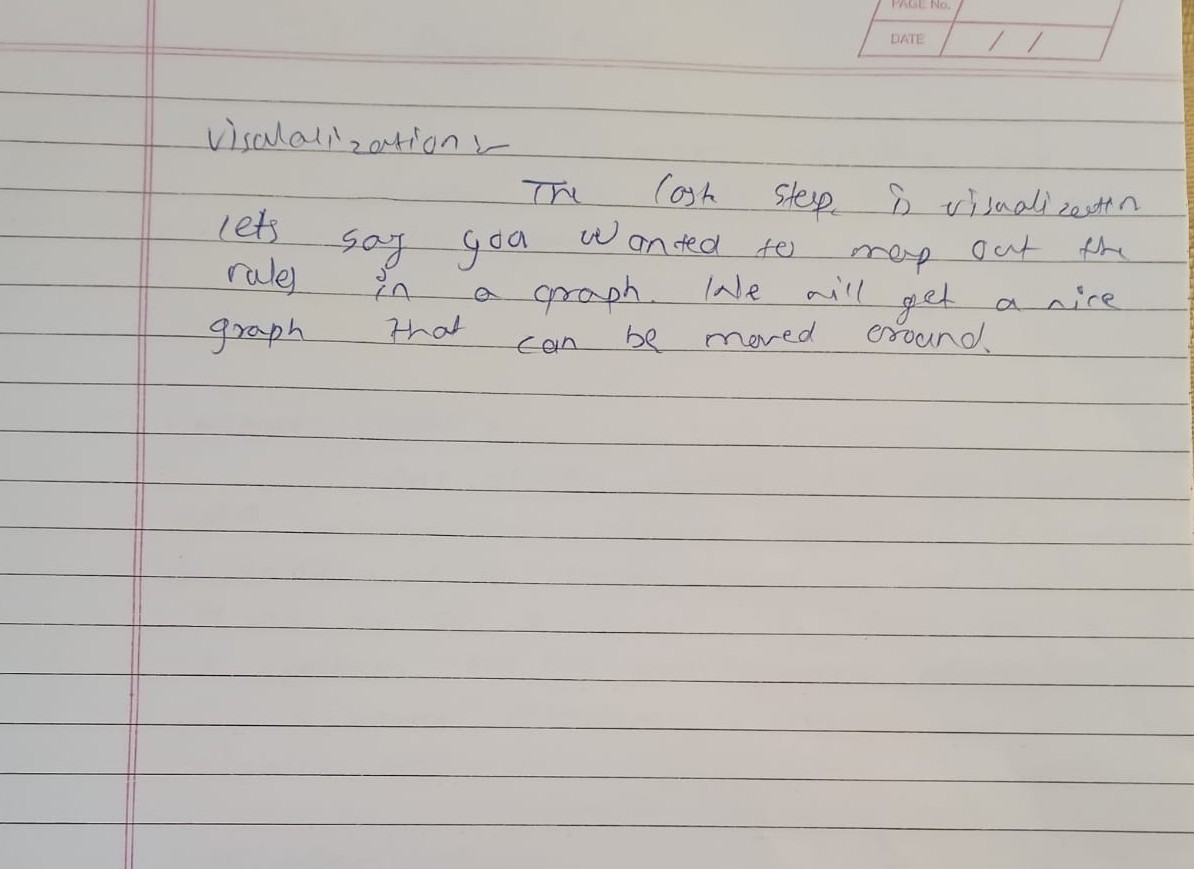 PAGE No.
DATE / /
Visualization :-
The last step is visualization
lets say you wanted to map out the
rules in a graph. We will get a nice
graph that can be moved around.